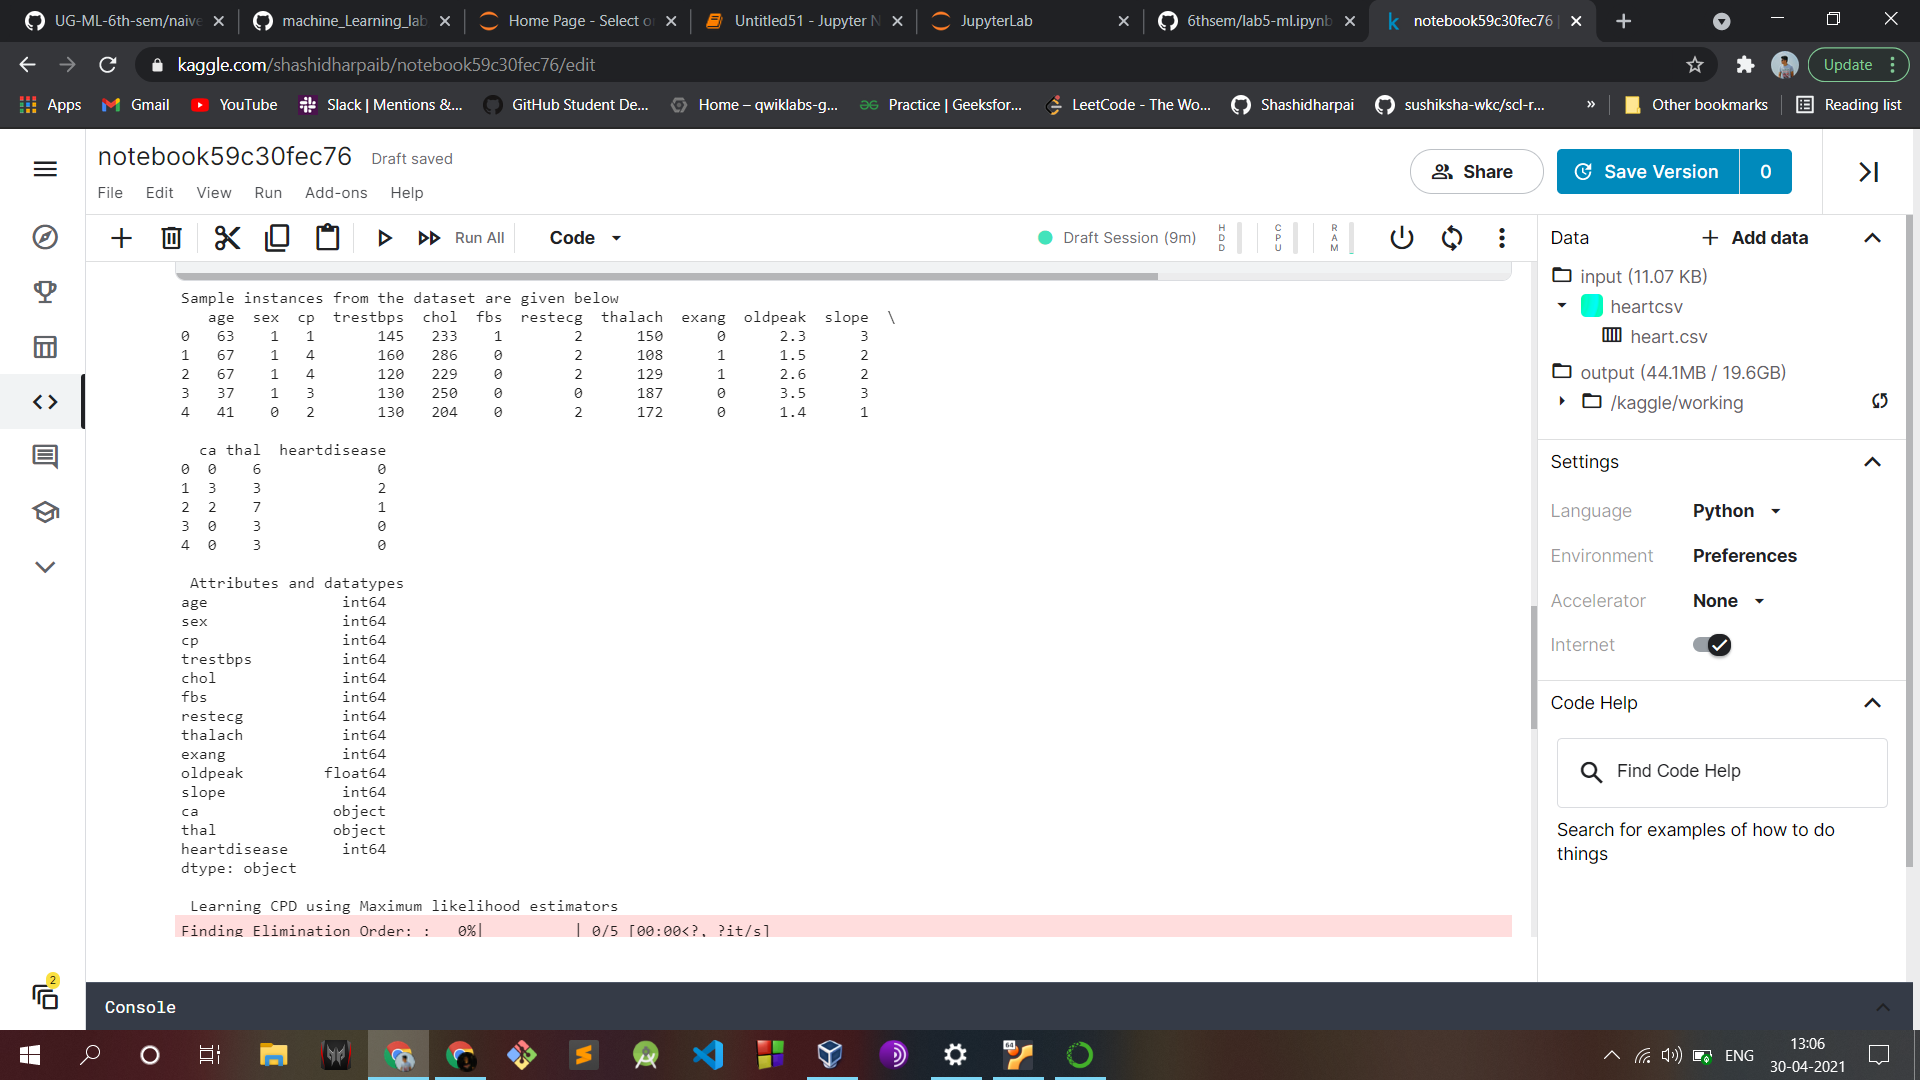 UG-ML-6th-sem/naive
machine_Learning_lab
Home Page - Select or
Untitled51 - Jupyter N
JupyterLab
6thsem/lab5-ml.ipynb
notebook59c30fec76 |
kaggle.com/shashidharpaib/notebook59c30fec76/edit
Update
Apps
Gmail
YouTube
Slack | Mentions &...
GitHub Student De...
Home – qwiklabs-g...
Practice | Geeksfor...
LeetCode - The Wo...
Shashidharpai
sushiksha-wkc/scl-r...
»
Other bookmarks
Reading list
notebook59c30fec76 Draft saved
File Edit View Run Add-ons Help
Share
Save Version 0
Run All
Code
Draft Session (9m)
HDD
CPU
RAM
Sample instances from the dataset are given below
   age  sex  cp  trestbps  chol  fbs  restecg  thalach  exang  oldpeak  slope  \
0   63    1   1       145   233    1        2      150      0      2.3      3
1   67    1   4       160   286    0        2      108      1      1.5      2
2   67    1   4       120   229    0        2      129      1      2.6      2
3   37    1   3       130   250    0        0      187      0      3.5      3
4   41    0   2       130   204    0        2      172      0      1.4      1
  ca thal  heartdisease
0  0    6             0
1  3    3             2
2  2    7             1
3  0    3             0
4  0    3             0
Attributes and datatypes
age               int64
sex               int64
cp                int64
trestbps          int64
chol              int64
fbs               int64
restecg           int64
thalach           int64
exang             int64
oldpeak         float64
slope             int64
ca               object
thal             object
heartdisease      int64
dtype: object
Learning CPD using Maximum likelihood estimators
Finding Elimination Order: :   0%|          | 0/5 [00:00<?, ?it/s]
Data
Add data
input (11.07 KB)
heartcsv
heart.csv
output (44.1MB / 19.6GB)
/kaggle/working
Settings
Language Python
Environment Preferences
Accelerator None
Internet
Code Help
Find Code Help
Search for examples of how to do
things
2
Console
64
ENG
13:06
30-04-2021